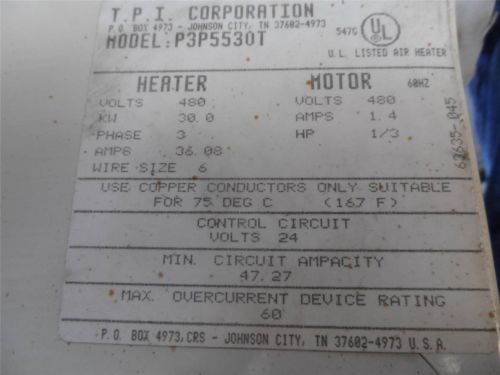 T.P.I. CORPORATION
P.O. BOX 4973 - JOHNSON CITY, TN 37602-4973
MODEL: P3P5530T
547G UL
U.L. LISTED AIR HEATER
HEATER MOTOR 60HZ
VOLTS 480 VOLTS 480
KW 30.0 AMPS 1.4
PHASE 3 HP 1/3
AMPS 36.08
WIRE SIZE 6
63635-045
USE COPPER CONDUCTORS ONLY SUITABLE
FOR 75 DEG C (167 F)
CONTROL CIRCUIT
VOLTS 24
MIN. CIRCUIT AMPACITY
47.27
MAX. OVERCURRENT DEVICE RATING
60
P.O. BOX 4973, CRS - JOHNSON CITY, TN 37602-4973 U.S.A.